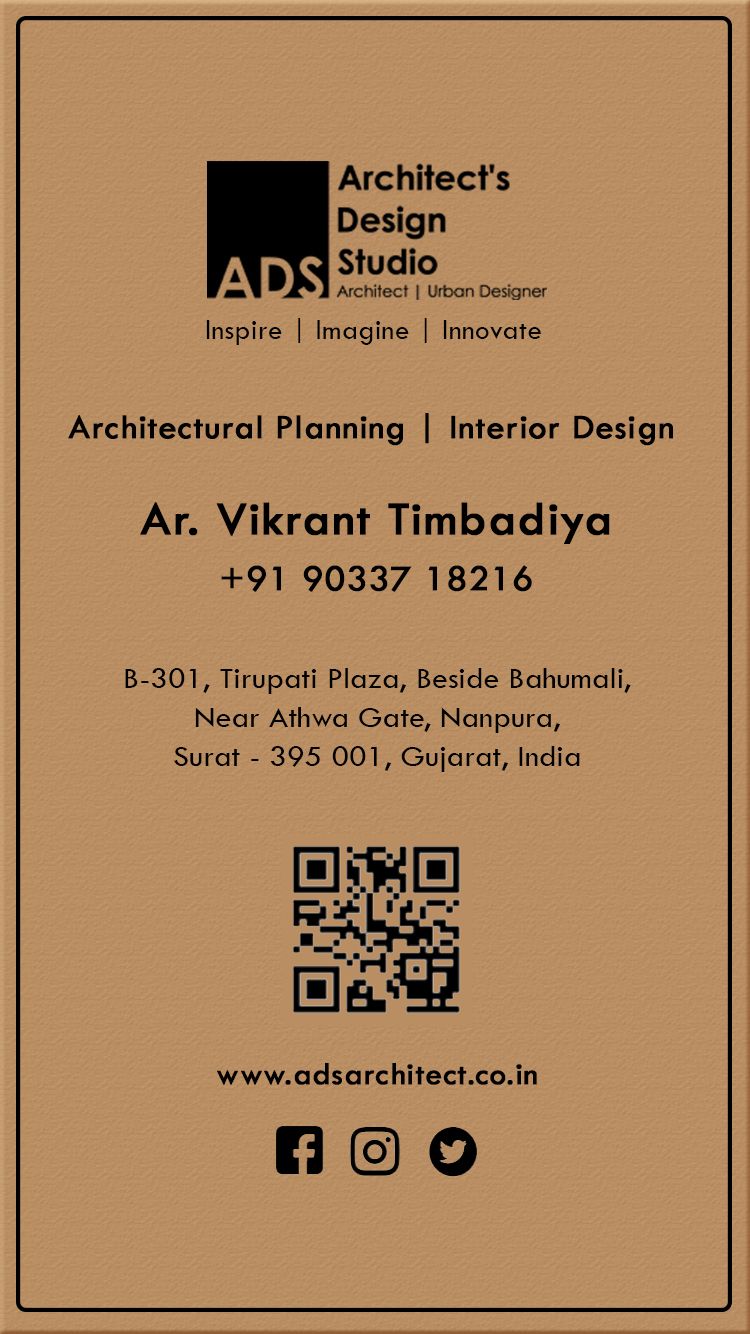 ADS
Architect's
Design
Studio
Architect | Urban Designer
Inspire | Imagine | Innovate
Architectural Planning | Interior Design
Ar. Vikrant Timbadiya
+91 90337 18216
B-301, Tirupati Plaza, Beside Bahumali,
Near Athwa Gate, Nanpura,
Surat - 395 001, Gujarat, India
www.adsarchitect.co.in